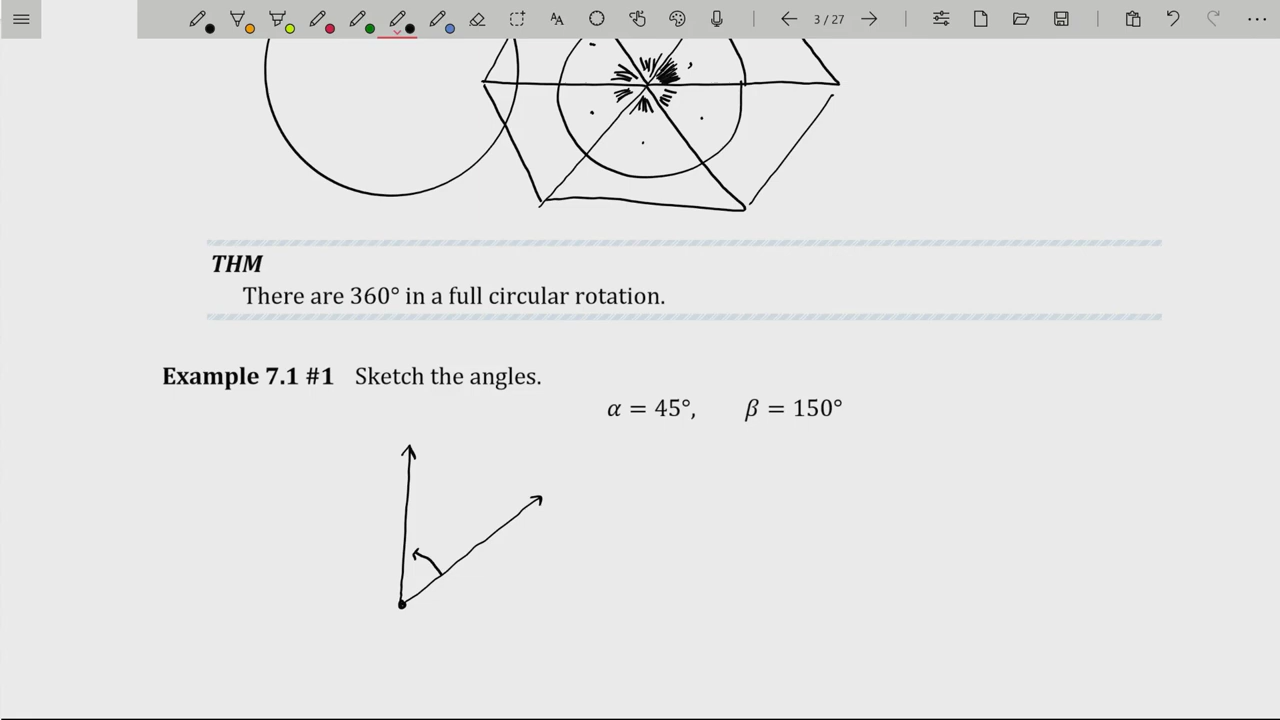 3 / 27
THM
There are 360° in a full circular rotation.
Example 7.1 #1 Sketch the angles.
α = 45°, β = 150°